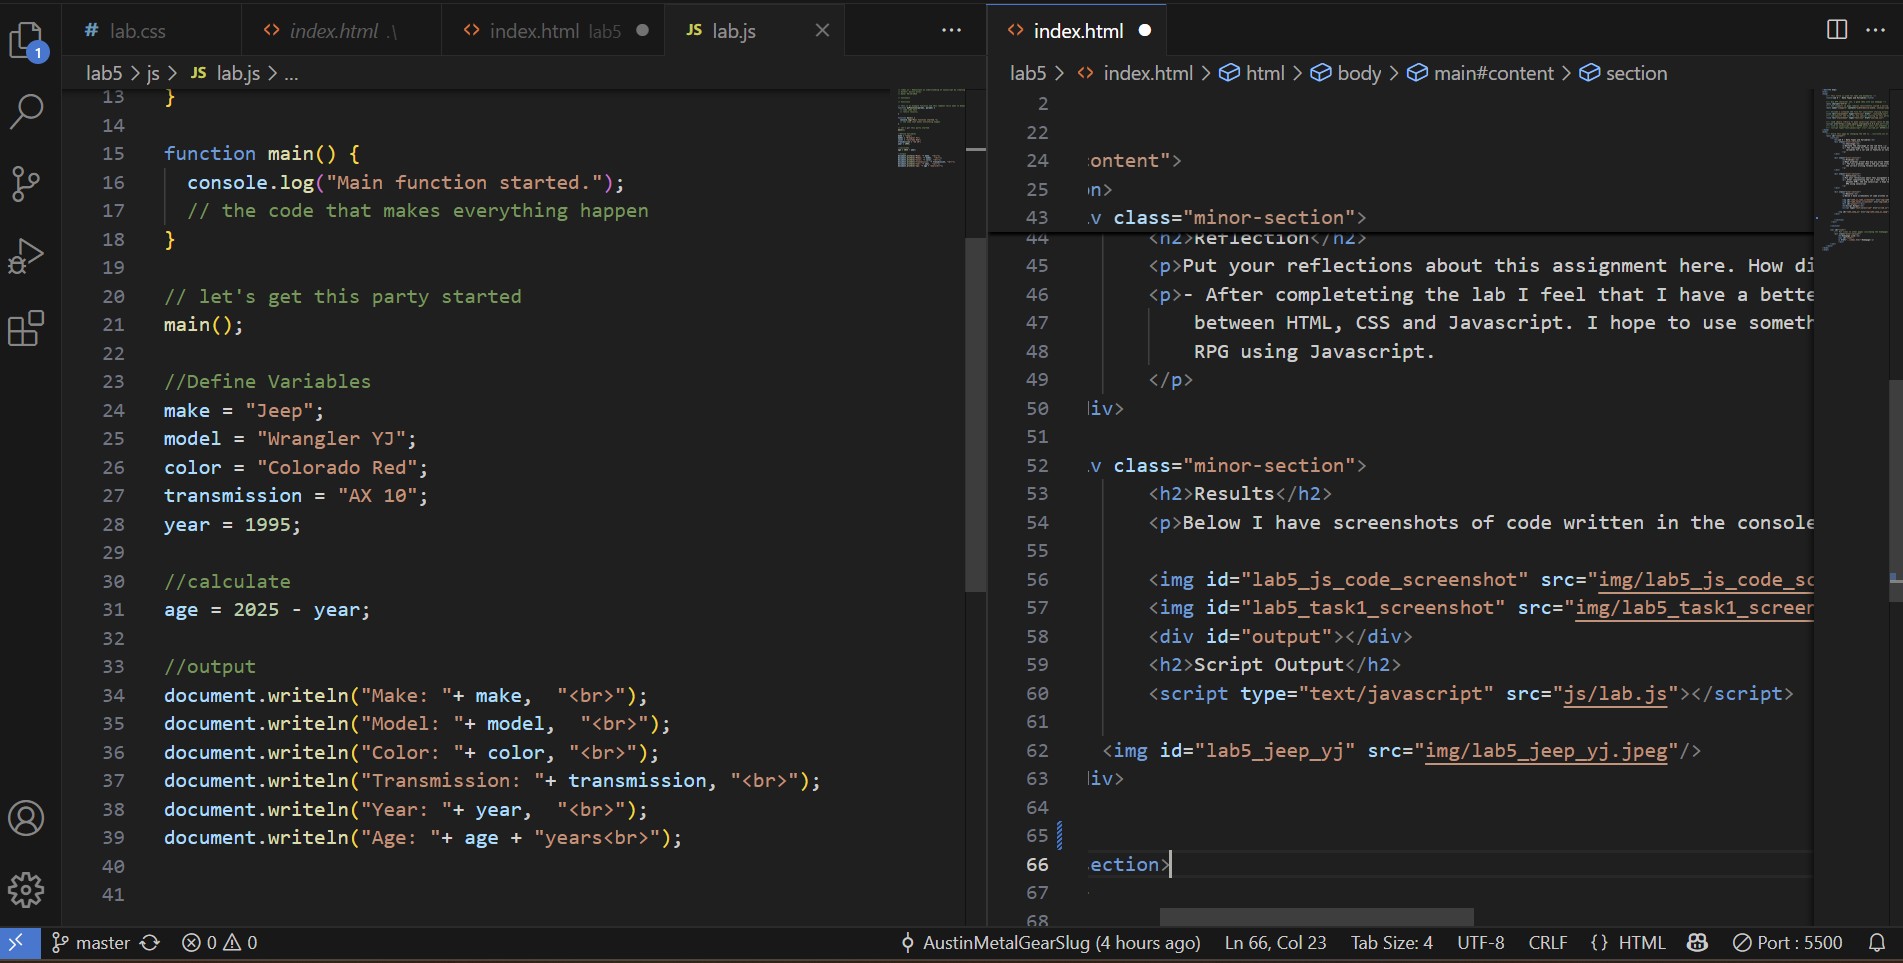 # lab.css
<> index.html .\
<> index.html lab5
JS lab.js
<> index.html
1
lab5 > js > JS lab.js > ...
lab5 > <> index.html > html > body > main#content > section
13 }
14
15 function main() {
16 console.log("Main function started.");
17 // the code that makes everything happen
18 }
19
20 // let's get this party started
21 main();
22
23 //Define Variables
24 make = "Jeep";
25 model = "Wrangler YJ";
26 color = "Colorado Red";
27 transmission = "AX 10";
28 year = 1995;
29
30 //calculate
31 age = 2025 - year;
32
33 //output
34 document.writeln("Make: "+ make,  "<br>");
35 document.writeln("Model: "+ model,  "<br>");
36 document.writeln("Color: "+ color, "<br>");
37 document.writeln("Transmission: "+ transmission, "<br>");
38 document.writeln("Year: "+ year,  "<br>");
39 document.writeln("Age: "+ age + "years<br>");
40
41
2
22
24 content">
25 on>
43 v class="minor-section">
44 <h2>Reflection</h2>
45 <p>Put your reflections about this assignment here. How di
46 <p>- After completeting the lab I feel that I have a bette
47 between HTML, CSS and Javascript. I hope to use someth
48 RPG using Javascript.
49 </p>
50 div>
51
52 v class="minor-section">
53 <h2>Results</h2>
54 <p>Below I have screenshots of code written in the console
55
56 <img id="lab5_js_code_screenshot" src="img/lab5_js_code_sc
57 <img id="lab5_task1_screenshot" src="img/lab5_task1_screen
58 <div id="output"></div>
59 <h2>Script Output</h2>
60 <script type="text/javascript" src="js/lab.js"></script>
61
62 <img id="lab5_jeep_yj" src="img/lab5_jeep_yj.jpeg"/>
63 div>
64
65
66 ection>
67
68
master 0 0 AustinMetalGearSlug (4 hours ago) Ln 66, Col 23 Tab Size: 4 UTF-8 CRLF {} HTML Port : 5500